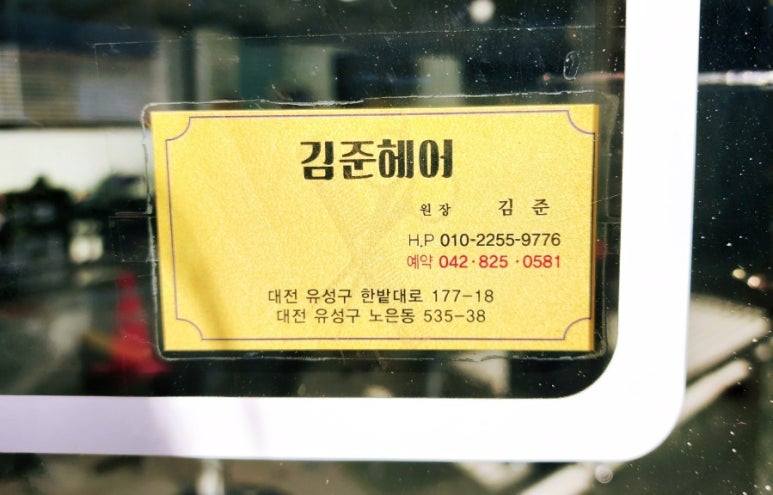 김준헤어
원장 김준
H.P 010-2255-9776
예약 042·825·0581
대전 유성구 한밭대로 177-18
대전 유성구 노은동 535-38